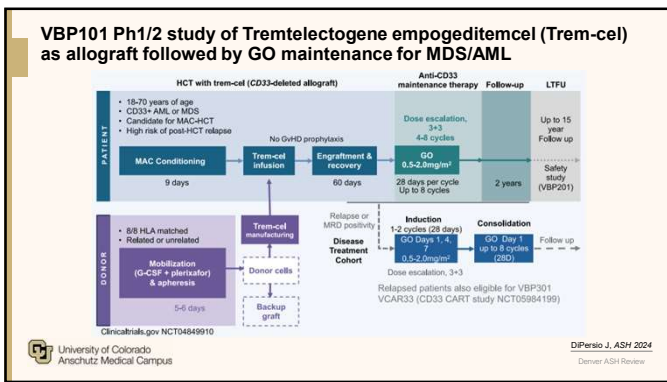 VBP101 Ph1/2 study of Tremtelectogene empogeditemcel (Trem-cel)
as allograft followed by GO maintenance for MDS/AML
HCT with trem-cel (CD33-deleted allograft)
Anti-CD33
maintenance therapy
Follow-up
LTFU
PATIENT
• 18-70 years of age
• CD33+ AML or MDS
• Candidate for MAC-HCT
• High risk of post-HCT relapse
No GvHD prophylaxis
Dose escalation,
3+3
4-8 cycles
Up to 15
year
Follow up
MAC Conditioning
Trem-cel
infusion
Engraftment &
recovery
GO
0.5-2.0mg/m²
9 days
60 days
28 days per cycle
Up to 8 cycles
2 years
Safety
study
(VBP201)
DONOR
• 8/8 HLA matched
• Related or unrelated
Trem-cel
manufacturing
Mobilization
(G-CSF + plerixafor)
& apheresis
Donor cells
5-6 days
Backup
graft
Relapse or
MRD positivity
Disease
Treatment
Cohort
Induction
1-2 cycles (28 days)
Consolidation
GO Days 1, 4,
7
0.5-2.0mg/m²
GO Day 1
up to 8 cycles
(28D)
Follow up
Dose escalation, 3+3
Relapsed patients also eligible for VBP301
VCAR33 (CD33 CART study NCT05984199)
Clinicaltrials.gov NCT04849910
University of Colorado
Anschutz Medical Campus
DiPersio J, ASH 2024
Denver ASH Review